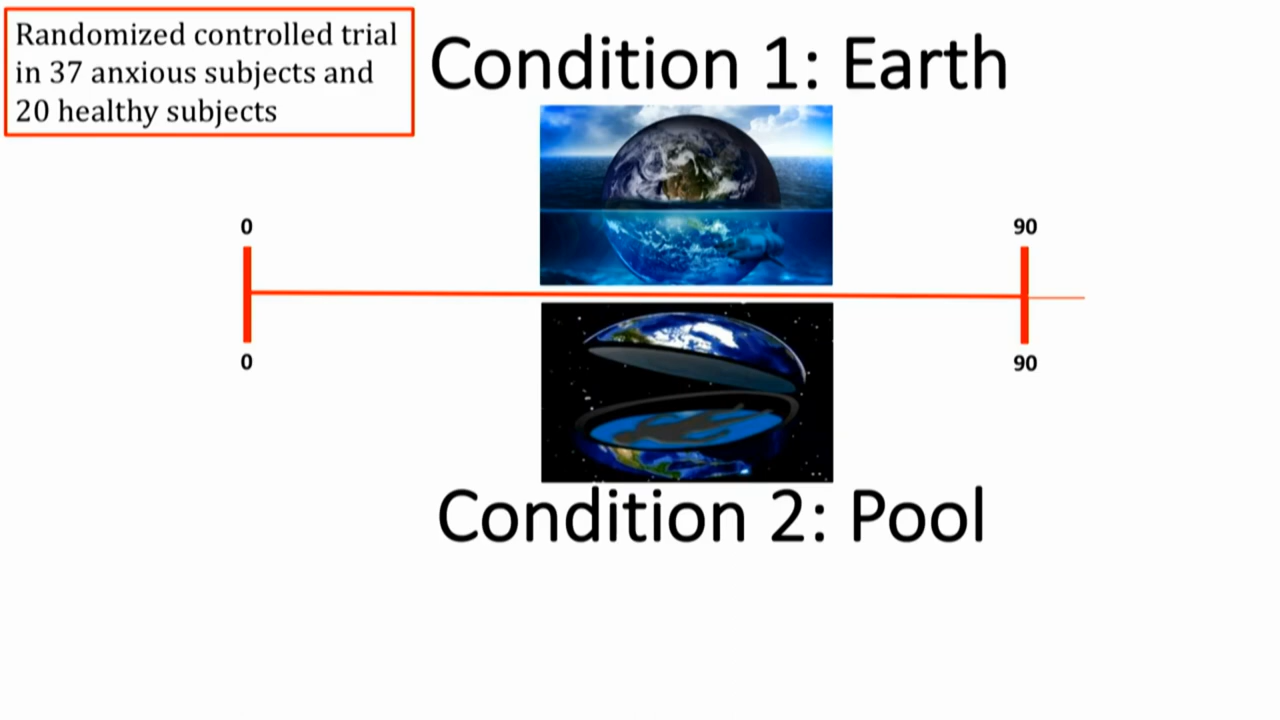 Randomized controlled trial
in 37 anxious subjects and
20 healthy subjects
Condition 1: Earth
0
90
0
90
Condition 2: Pool